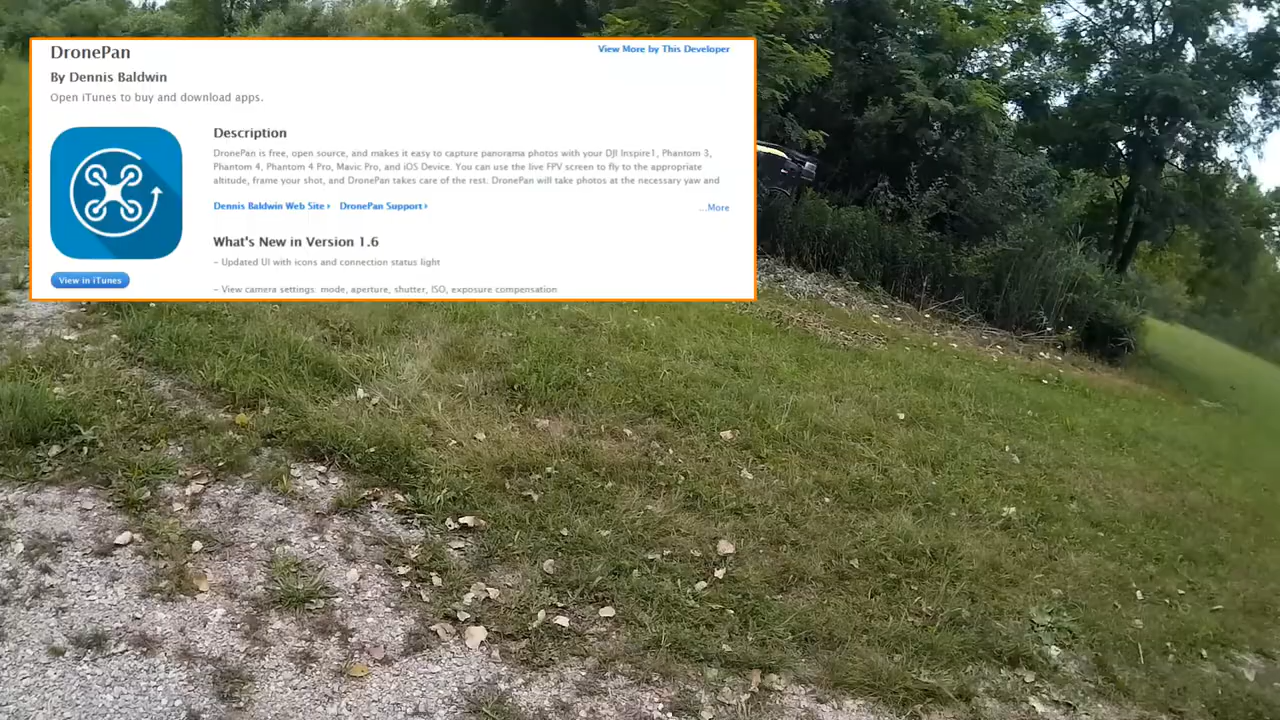 DronePan
View More by This Developer
By Dennis Baldwin
Open iTunes to buy and download apps.
Description
DronePan is free, open source, and makes it easy to capture panorama photos with your DJI Inspire1, Phantom 3,
Phantom 4, Phantom 4 Pro, Mavic Pro, and iOS Device. You can use the live FPV screen to fly to the appropriate
altitude, frame your shot, and DronePan takes care of the rest. DronePan will take photos at the necessary yaw and
Dennis Baldwin Web Site › DronePan Support ›
...More
What's New in Version 1.6
- Updated UI with icons and connection status light
View in iTunes
- View camera settings: mode, aperture, shutter, ISO, exposure compensation